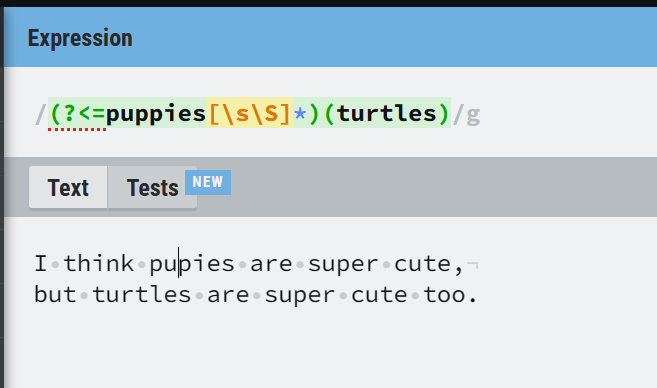 Expression
/(?<=puppies[\s\S]*)(turtles)/g
Text Tests NEW
I·think·pupies·are·super·cute,¬
but·turtles·are·super·cute·too.